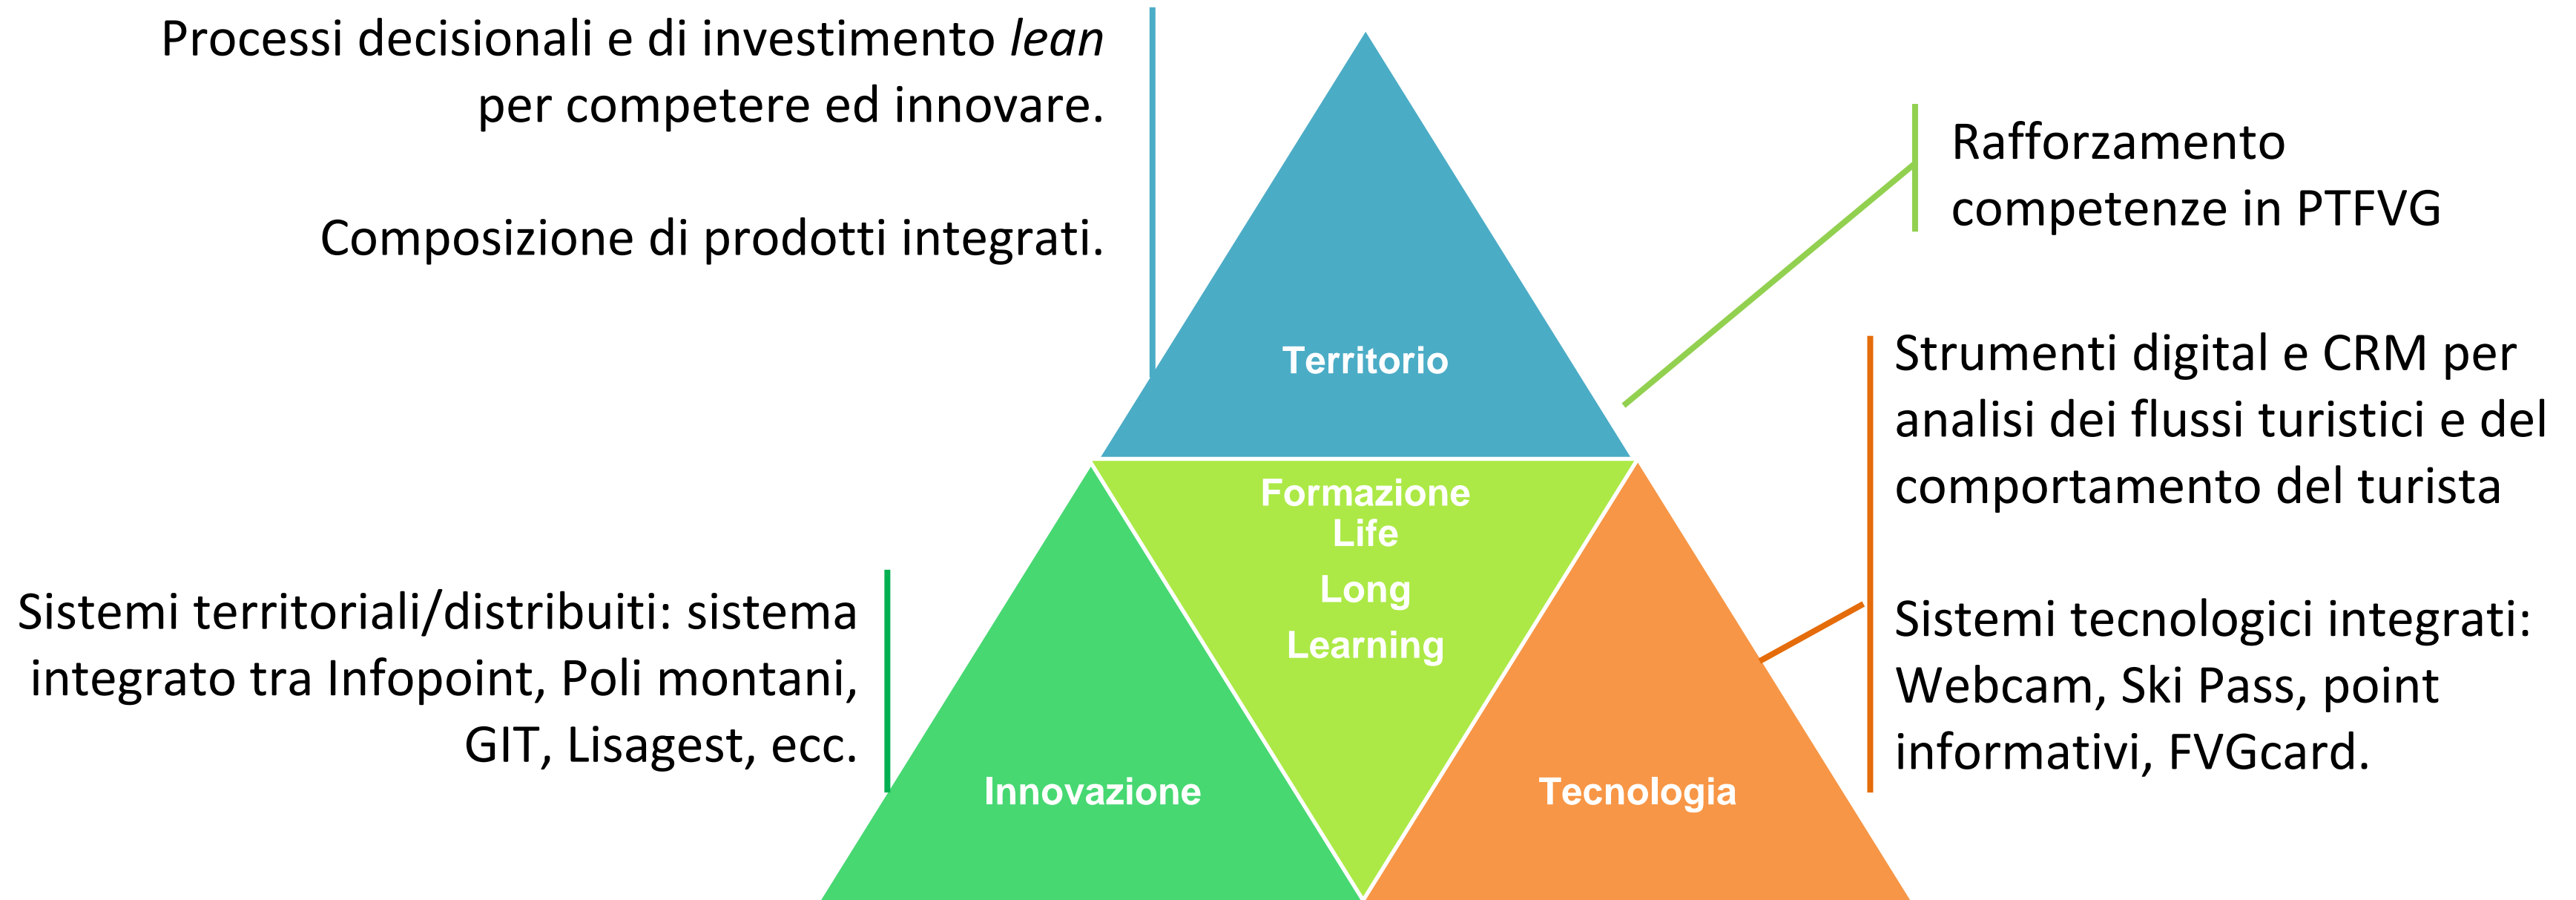 Processi decisionali e di investimento lean
per competere ed innovare.
Composizione di prodotti integrati.
Rafforzamento
competenze in PTFVG
Territorio
Strumenti digital e CRM per
analisi dei flussi turistici e del
comportamento del turista
Formazione
Life
Long
Learning
Sistemi territoriali/distribuiti: sistema
integrato tra Infopoint, Poli montani,
GIT, Lisagest, ecc.
Sistemi tecnologici integrati:
Webcam, Ski Pass, point
informativi, FVGcard.
Innovazione
Tecnologia